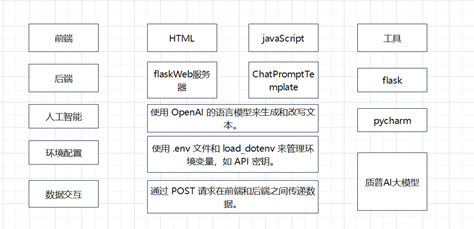 前端
HTML
javaScript
工具
后端
flaskWeb服务
器
ChatPromptTe
mplate
flask
人工智能
使用 OpenAI 的语言模型来生成和改写文
本。
pycharm
环境配置
使用 .env 文件和 load_dotenv 来管理环
境变量，如 API 密钥。
质普AI大模型
数据交互
通过 POST 请求在前端和后端之间传递数
据。